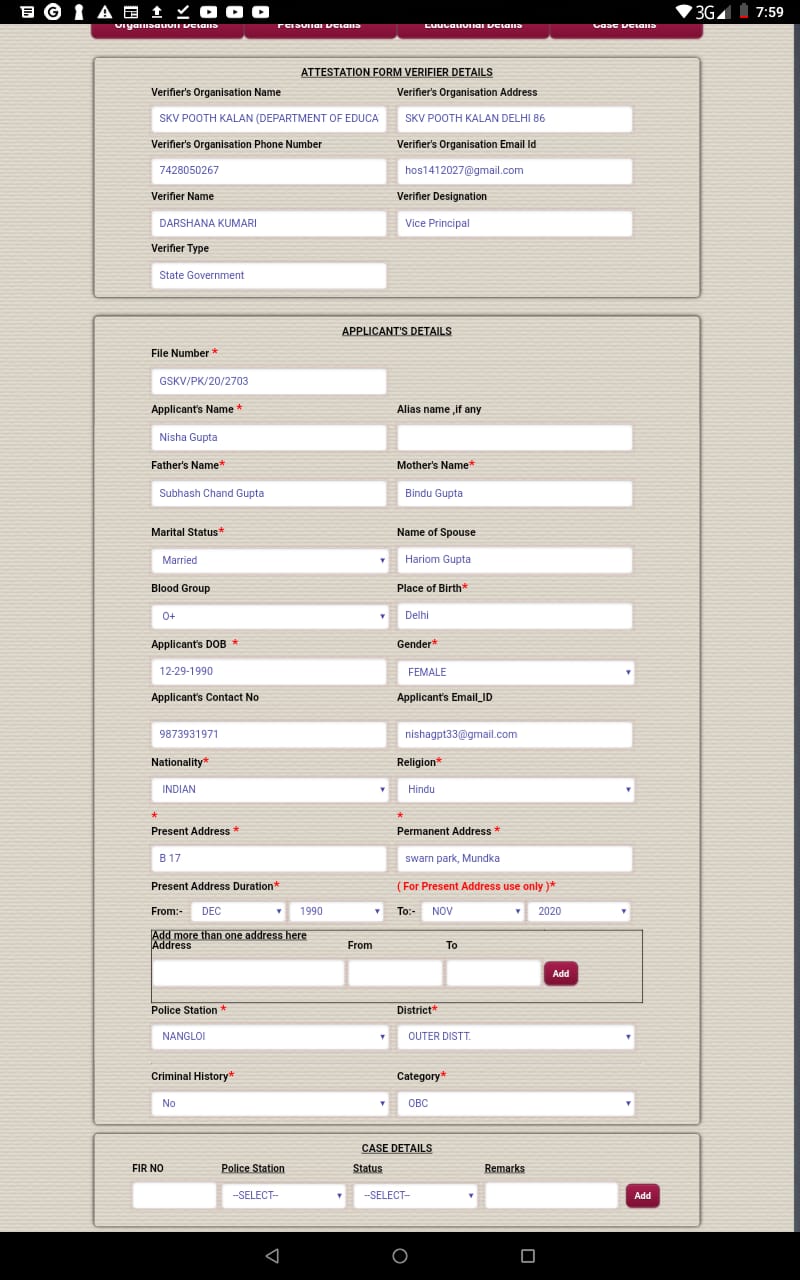 3G 7:59
Organisation Details Personal Details Educational Details Case Details
ATTESTATION FORM VERIFIER DETAILS
Verifier's Organisation Name Verifier's Organisation Address
SKV POOTH KALAN (DEPARTMENT OF EDUCA SKV POOTH KALAN DELHI 86
Verifier's Organisation Phone Number Verifier's Organisation Email Id
7428050267 hos1412027@gmail.com
Verifier Name Verifier Designation
DARSHANA KUMARI Vice Principal
Verifier Type
State Government
APPLICANT'S DETAILS
File Number *
GSKV/PK/20/2703
Applicant's Name * Alias name ,if any
Nisha Gupta
Father's Name* Mother's Name*
Subhash Chand Gupta Bindu Gupta
Marital Status* Name of Spouse
Married Hariom Gupta
Blood Group Place of Birth*
O+ Delhi
Applicant's DOB * Gender*
12-29-1990 FEMALE
Applicant's Contact No Applicant's Email_ID
9873931971 nishagpt33@gmail.com
Nationality* Religion*
INDIAN Hindu
* *
Present Address * Permanent Address *
B 17 swarn park, Mundka
Present Address Duration* ( For Present Address use only )*
From:- DEC 1990 To:- NOV 2020
Add more than one address here
Address From To
Add
Police Station * District*
NANGLOI OUTER DISTT.
Criminal History* Category*
No OBC
CASE DETAILS
FIR NO Police Station Status Remarks
--SELECT-- --SELECT-- Add